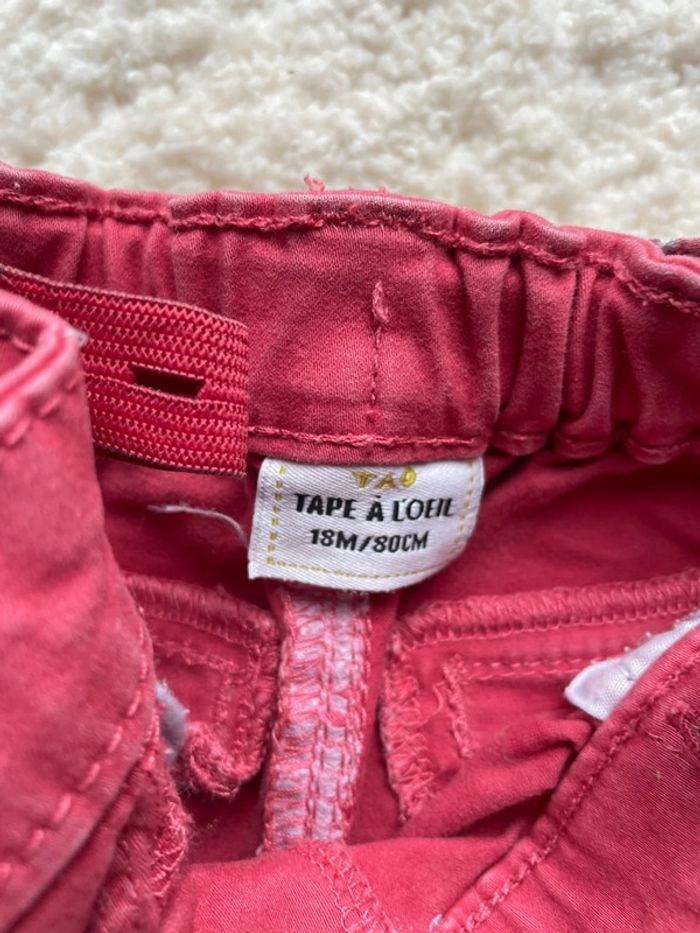 TAO
TAPE À L'OEIL
18M/80CM